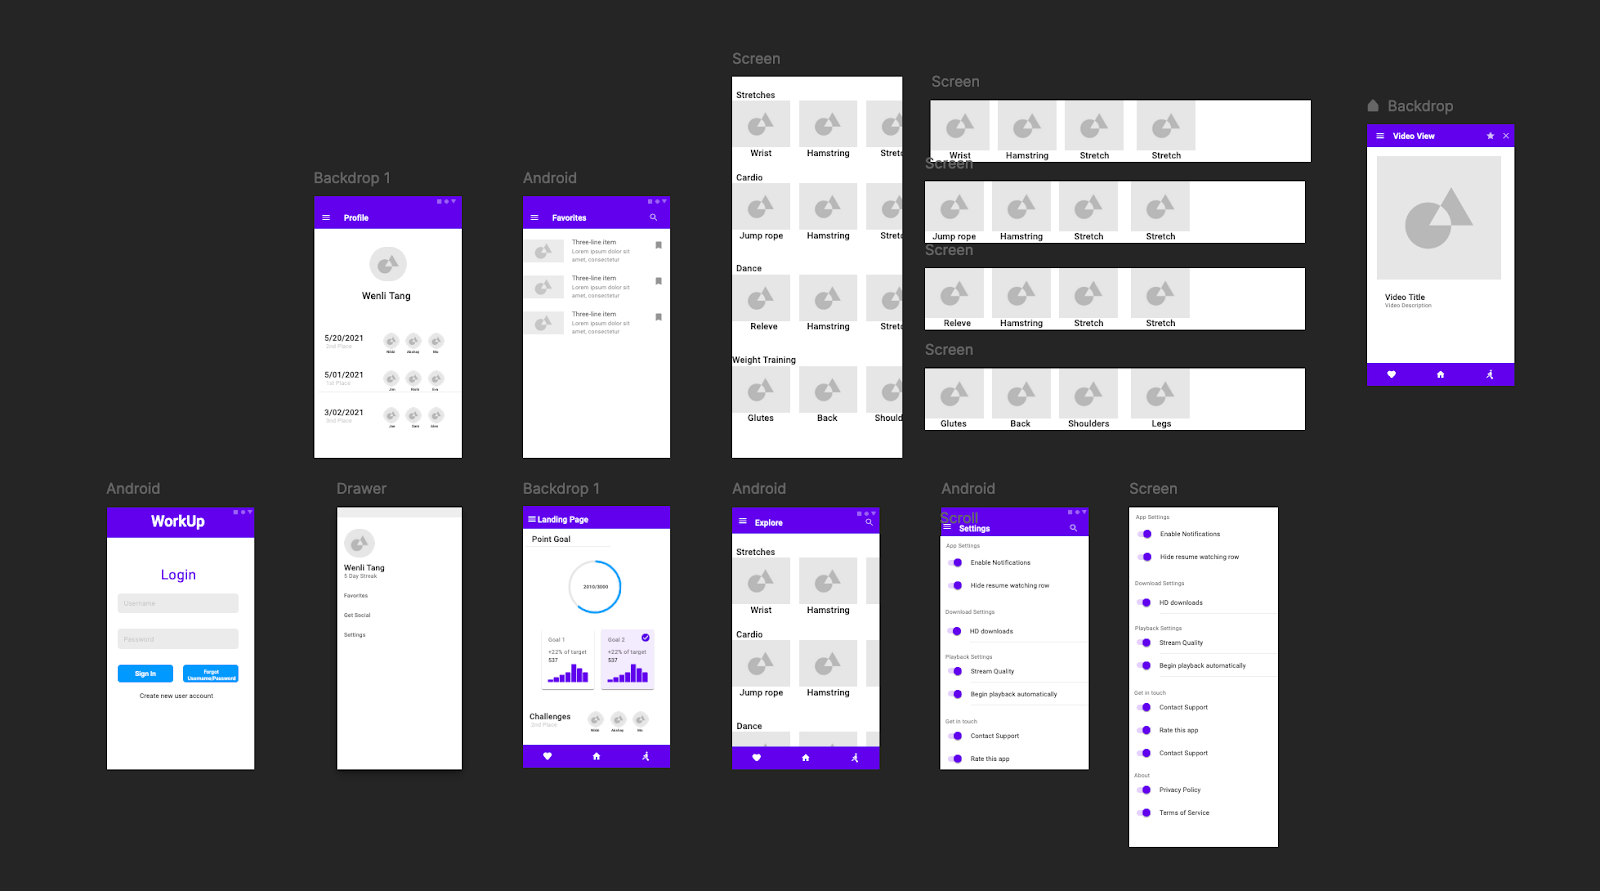 Screen
Stretches
Wrist
Hamstring
Stretc
Cardio
Jump rope
Hamstring
Stretc
Dance
Releve
Hamstring
Stretc
Weight Training
Glutes
Back
Should
Screen
Wrist
Hamstring
Stretch
Stretch
Screen
Jump rope
Hamstring
Stretch
Stretch
Screen
Releve
Hamstring
Stretch
Stretch
Screen
Glutes
Back
Shoulders
Legs
Backdrop
Video View
Video Title
Video Description
Backdrop 1
Profile
Wenli Tang
5/20/2021
2nd Place
Nikki
Akshay
Mo
5/01/2021
1st Place
Jon
3/02/2021
Android
Favorites
Three-line item
Lorem ipsum dolor sit
amet, consectetur
Three-line item
Lorem ipsum dolor sit
amet, consectetur
Three-line item
Lorem ipsum dolor sit
amet, consectetur
Android
WorkUp
Login
Username
Password
Sign In
Forgot
Username/Password
Create new user account
Drawer
Wenli Tang
5 Day Streak
Favorites
Get Social
Settings
Backdrop 1
Landing Page
Point Goal
2010/3000
Goal 1
+22% of target
537
Goal 2
+22% of target
537
Challenges
2nd Place
Nikki
Akshay
Mo
Android
Explore
Stretches
Wrist
Hamstring
Cardio
Jump rope
Hamstring
Dance
Android
Scroll
Settings
App Settings
Enable Notifications
Hide resume watching row
Download Settings
HD downloads
Playback Settings
Stream Quality
Begin playback automatically
Get in touch
Contact Support
Rate this app
Screen
App Settings
Enable Notifications
Hide resume watching row
Download Settings
HD downloads
Playback Settings
Stream Quality
Begin playback automatically
Get in touch
Contact Support
Rate this app
Contact Support
About
Privacy Policy
Terms of Service